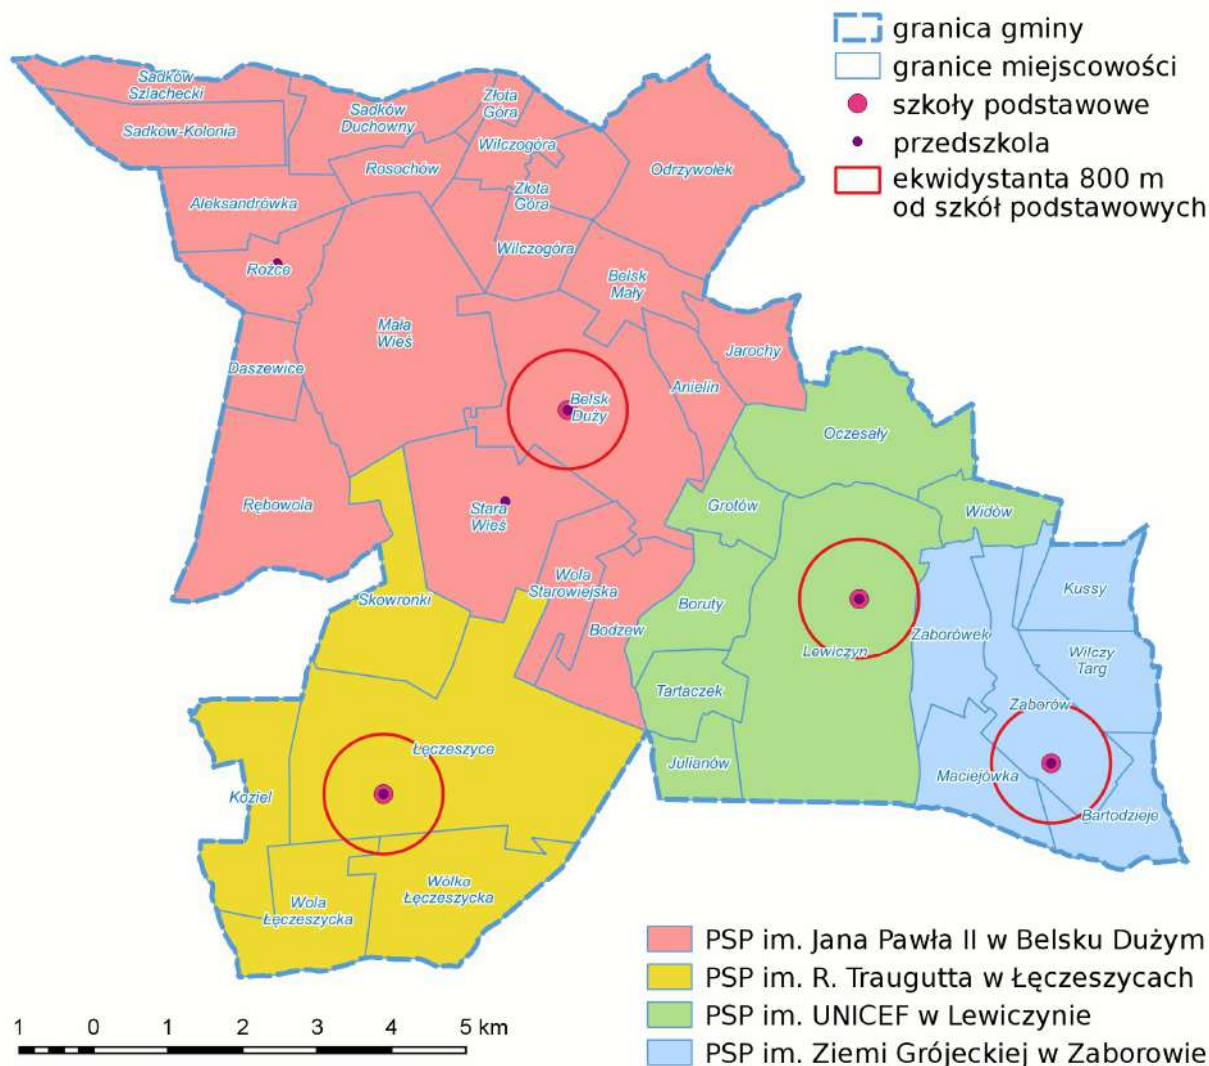 granica gminy
granice miejscowości
szkoły podstawowe
przedszkola
ekwidystanta 800 m
od szkół podstawowych
Sadków
Szlachecki
Sadków-Kolonia
Sadków
Duchowny
Złota
Góra
Wilczogóra
Rosochów
Odrzywołek
Aleksandrówka
Złota
Góra
Wilczogóra
Rożce
Belsk
Mały
Mała
Wieś
Jarochy
Daszewice
Anielin
Belsk
Duży
Oczesały
Rębowola
Stara
Wieś
Grotów
Widów
Wola
Starowiejska
Skowronki
Boruty
Kussy
Bodzew
Zaborówek
Lewiczyn
Wilczy
Targ
Tartaczek
Zaborów
Łęczeszyce
Julianów
Maciejówka
Kozieł
Bartodzieje
Wólka
Łęczeszycka
Wola
Łęczeszycka
PSP im. Jana Pawła II w Belsku Dużym
PSP im. R. Traugutta w Łęczeszycach
PSP im. UNICEF w Lewiczynie
PSP im. Ziemi Grójeckiej w Zaborowie
1 0 1 2 3 4 5 km